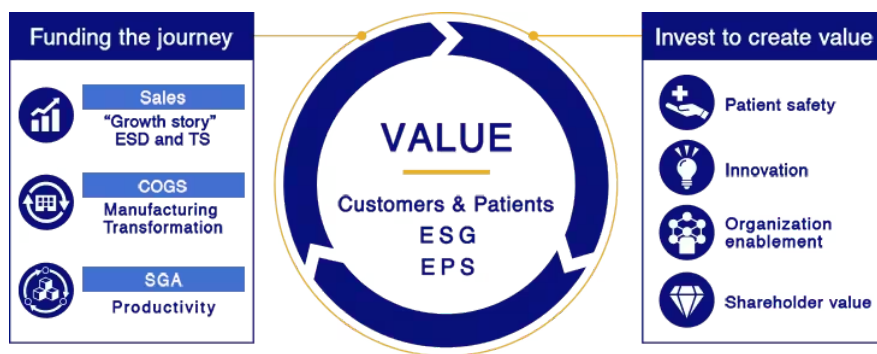 Funding the journey
Sales
“Growth story”
ESD and TS
COGS
Manufacturing
Transformation
SGA
Productivity
VALUE
Customers & Patients
ESG
EPS
Invest to create value
Patient safety
Innovation
Organization
enablement
Shareholder value